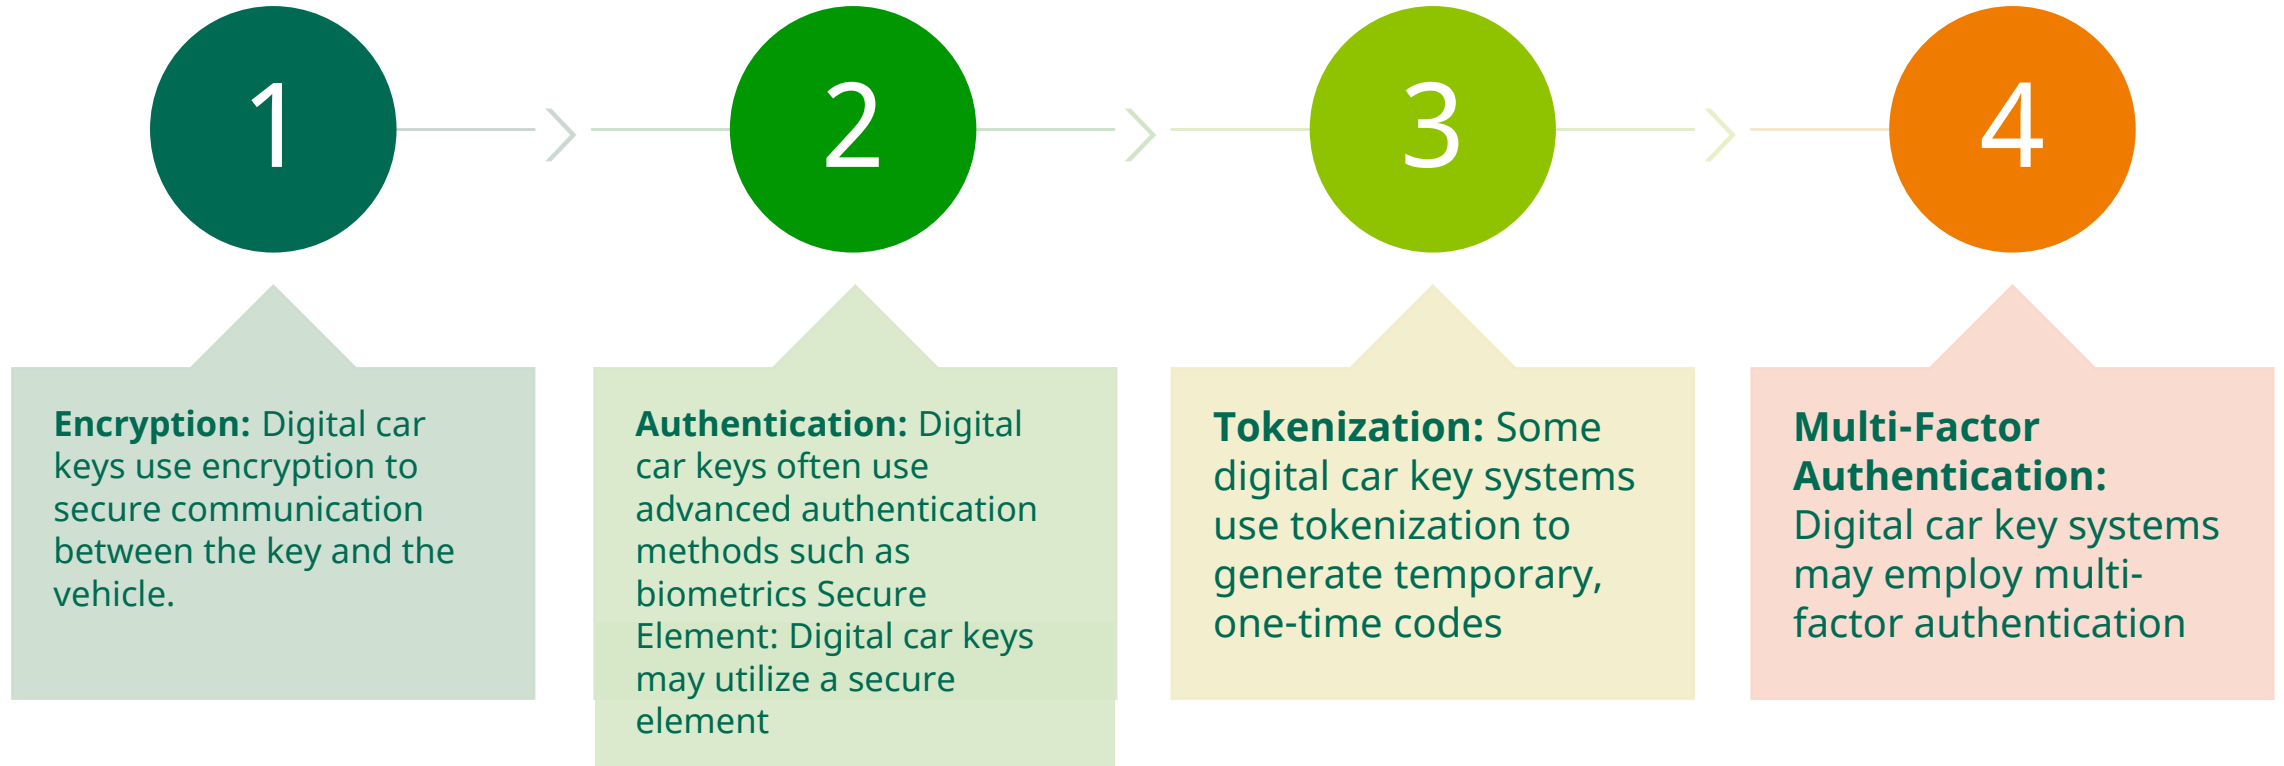 1
2
3
4
Encryption: Digital car
keys use encryption to
secure communication
between the key and the
vehicle.
Authentication: Digital
car keys often use
advanced authentication
methods such as
biometrics Secure
Element: Digital car keys
may utilize a secure
element
Tokenization: Some
digital car key systems
use tokenization to
generate temporary,
one-time codes
Multi-Factor
Authentication:
Digital car key systems
may employ multi-
factor authentication